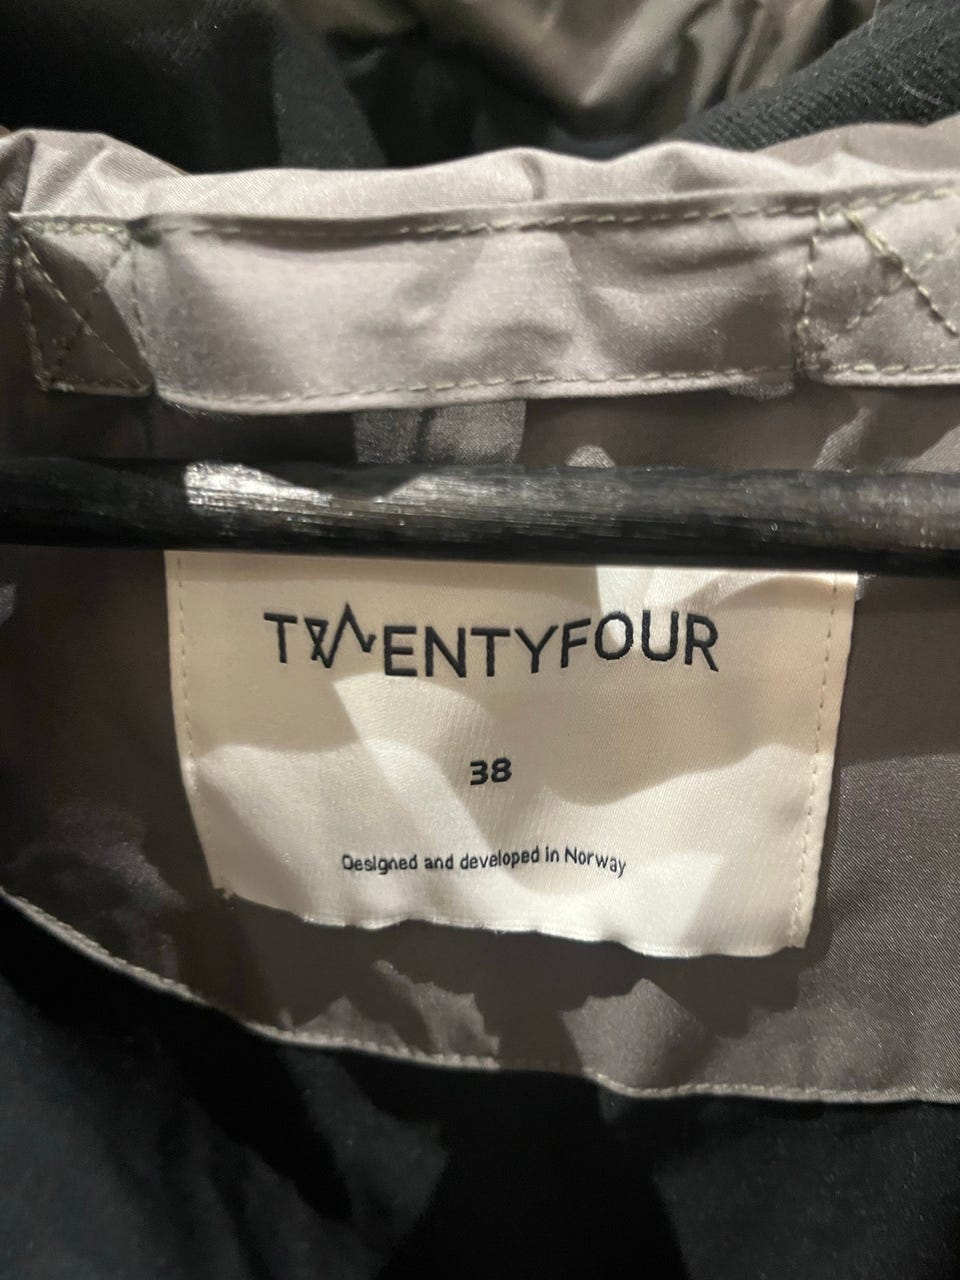 TWENTYFOUR
38
Designed and developed in Norway